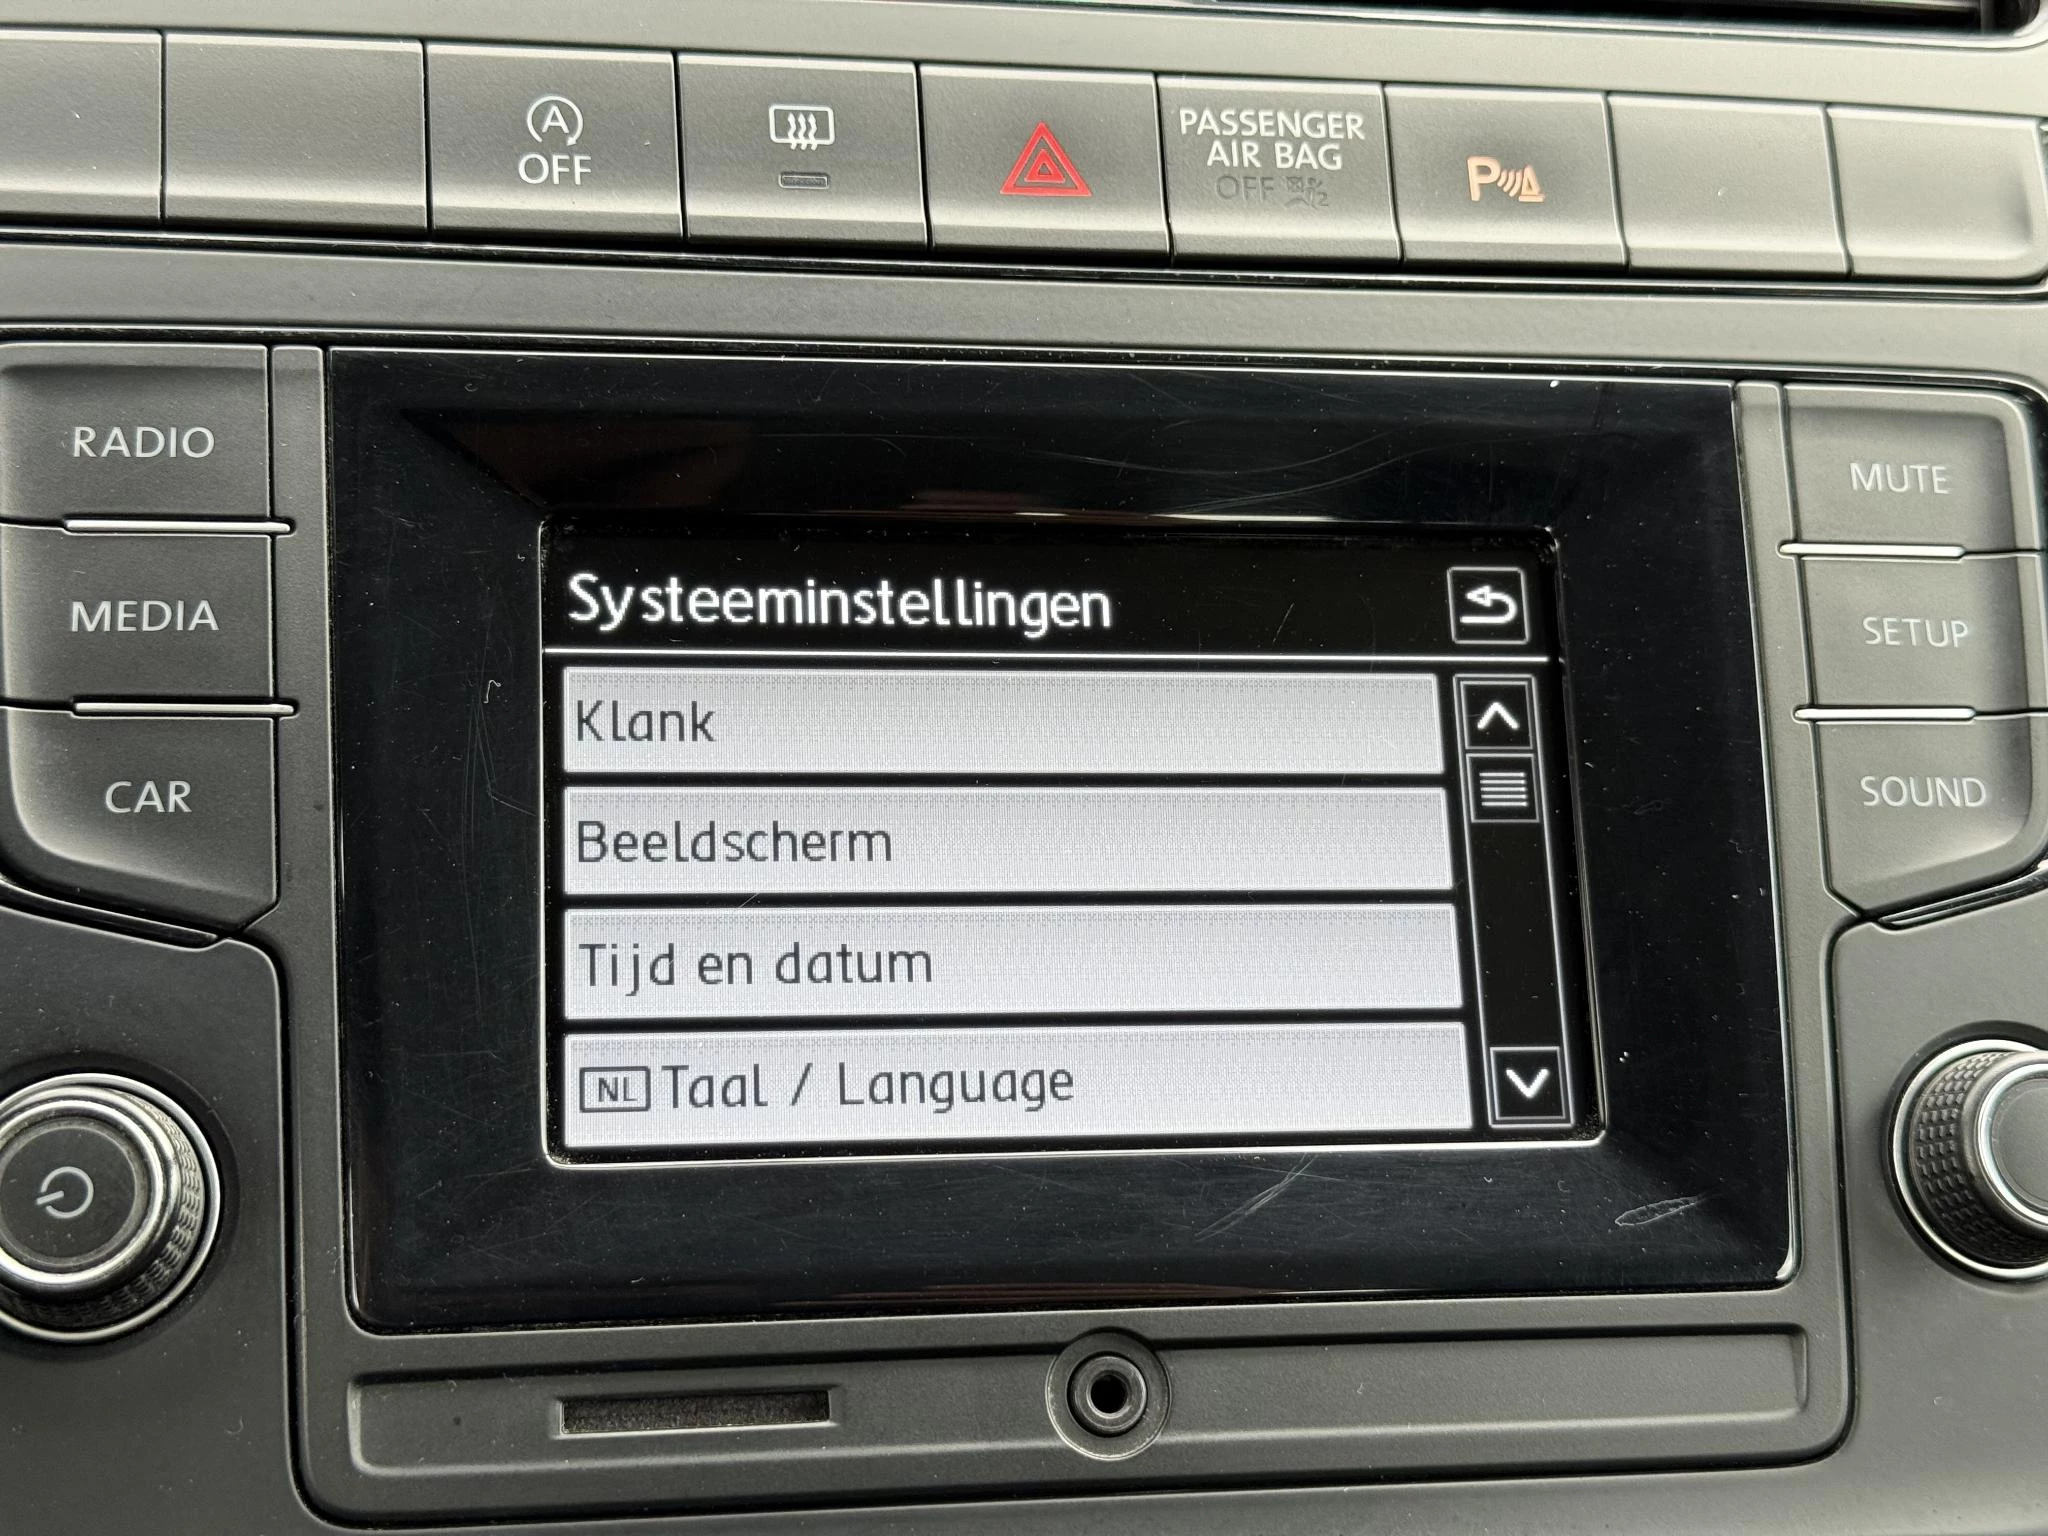 A
OFF
PASSENGER
AIR BAG
OFF
P
RADIO
MEDIA
CAR
Systeeminstellingen
Klank
Beeldscherm
Tijd en datum
NL Taal / Language
MUTE
SETUP
SOUND